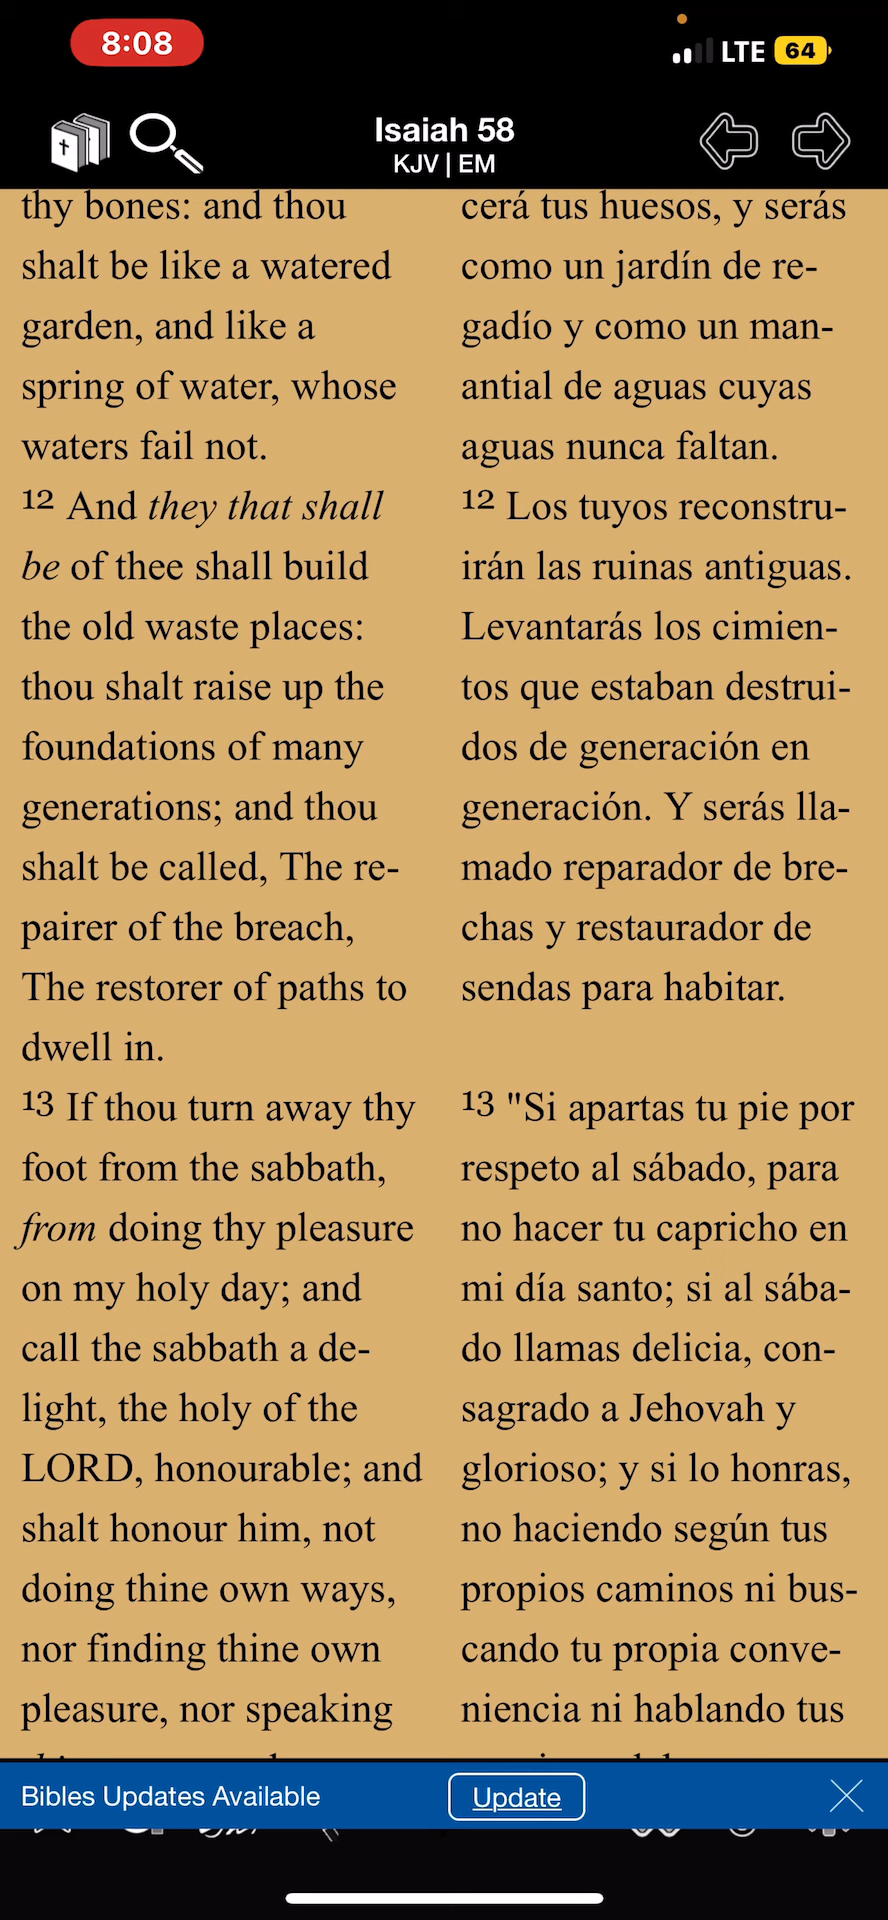 8:08
LTE 64
Isaiah 58
KJV | EM
thy bones: and thou
shalt be like a watered
garden, and like a
spring of water, whose
waters fail not.
12 And they that shall
be of thee shall build
the old waste places:
thou shalt raise up the
foundations of many
generations; and thou
shalt be called, The re-
pairer of the breach,
The restorer of paths to
dwell in.
13 If thou turn away thy
foot from the sabbath,
from doing thy pleasure
on my holy day; and
call the sabbath a de-
light, the holy of the
LORD, honourable; and
shalt honour him, not
doing thine own ways,
nor finding thine own
pleasure, nor speaking
cerá tus huesos, y serás
como un jardín de re-
gadío y como un man-
antial de aguas cuyas
aguas nunca faltan.
12 Los tuyos reconstru-
irán las ruinas antiguas.
Levantarás los cimien-
tos que estaban destrui-
dos de generación en
generación. Y serás lla-
mado reparador de bre-
chas y restaurador de
sendas para habitar.
13 "Si apartas tu pie por
respeto al sábado, para
no hacer tu capricho en
mi día santo; si al sába-
do llamas delicia, con-
sagrado a Jehovah y
glorioso; y si lo honras,
no haciendo según tus
propios caminos ni bus-
cando tu propia conve-
niencia ni hablando tus
Bibles Updates Available
Update